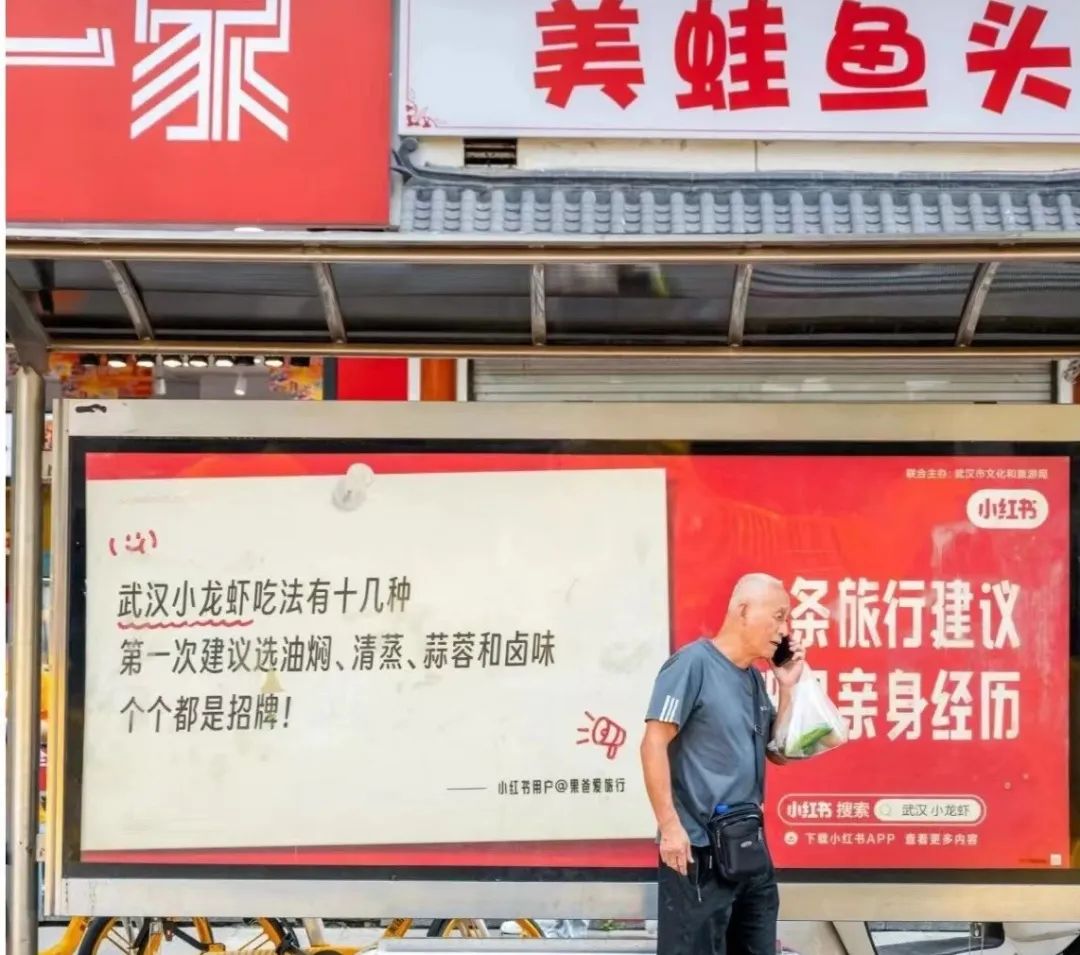 一家
美蛙鱼头
武汉小龙虾吃法有十几种
第一次建议选油焖、清蒸、蒜蓉和卤味
个个都是招牌!
—— 小红书用户@果爸爱旅行
联合主办:武汉市文化和旅游局
小红书
条旅行建议
亲身经历
小红书 搜索 武汉 小龙虾
下载小红书APP 查看更多内容